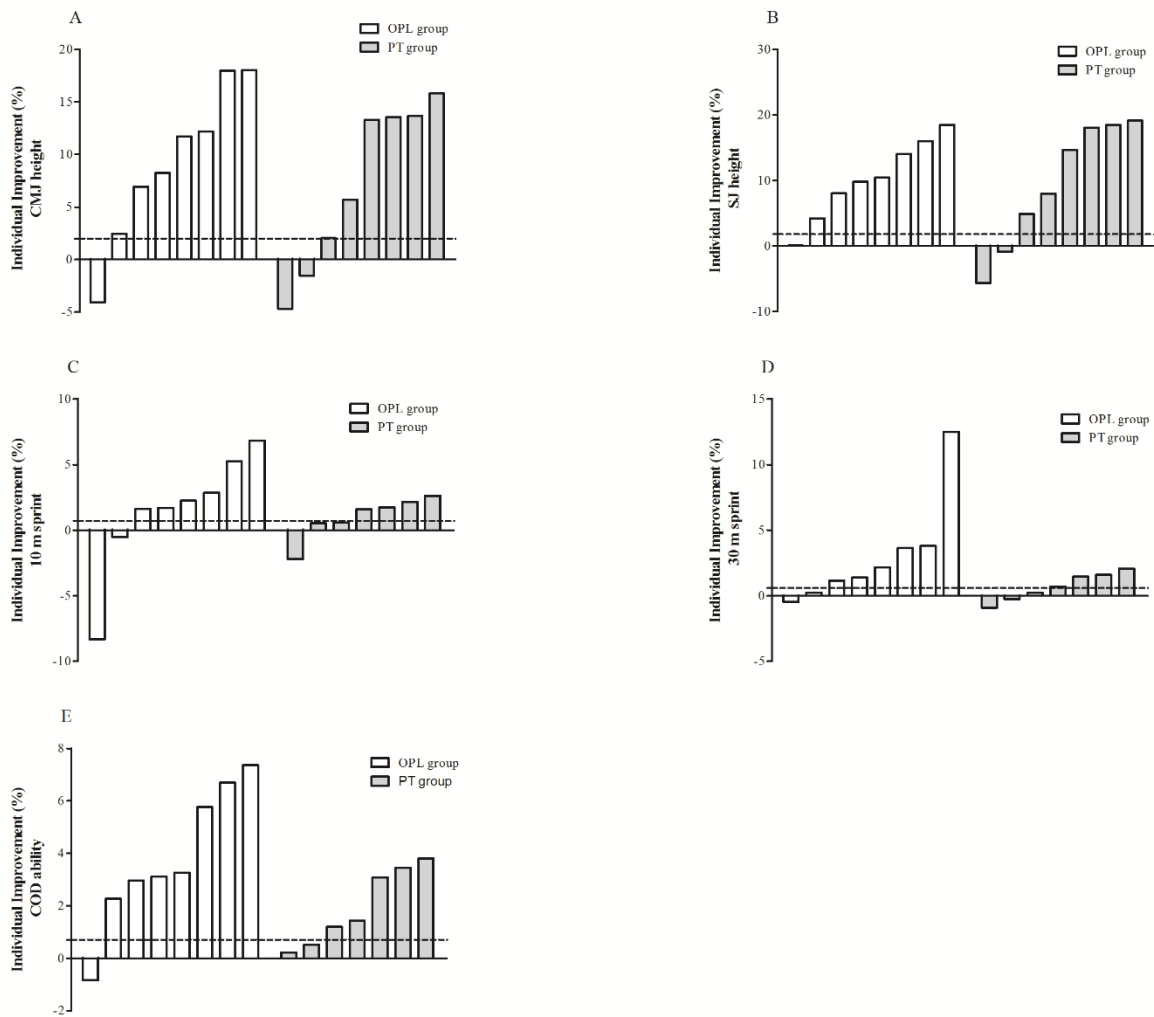 A
OPL group
PT group
Individual Improvement (%)
CMJ height
20
15
10
5
0
-5
B
OPL group
PT group
Individual Improvement (%)
SJ height
30
20
10
0
-10
C
OPL group
PT group
Individual Improvement (%)
10 m sprint
10
5
0
-5
-10
D
OPL group
PT group
Individual Improvement (%)
30 m sprint
15
10
5
0
-5
E
OPL group
PT group
Individual Improvement (%)
COD ability
8
6
4
2
0
-2